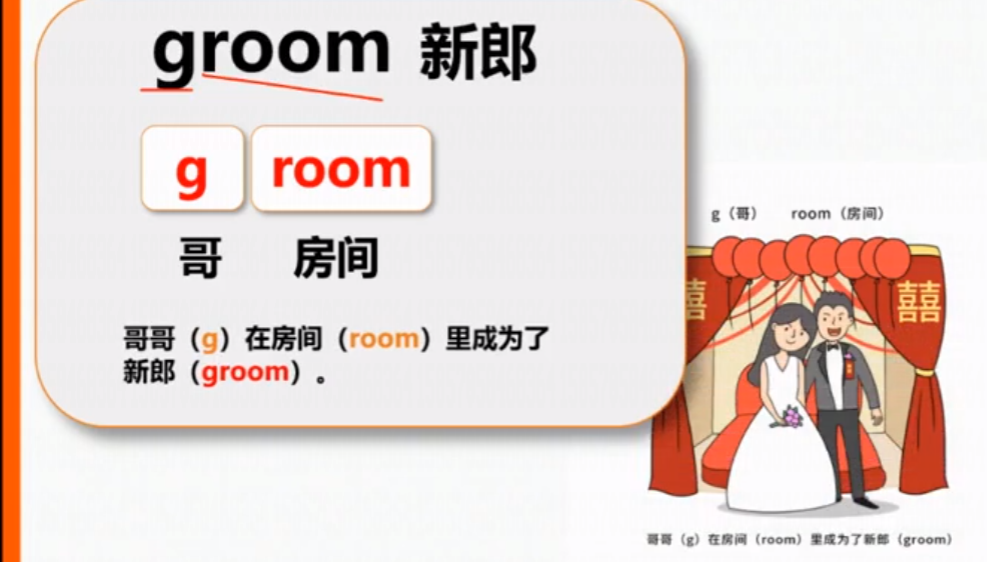 groom 新郎
g room
哥 房间
哥哥（g）在房间（room）里成为了
新郎（groom）。
g（哥） room（房间）
囍 囍
哥哥（g）在房间（room）里成为了新郎（groom）